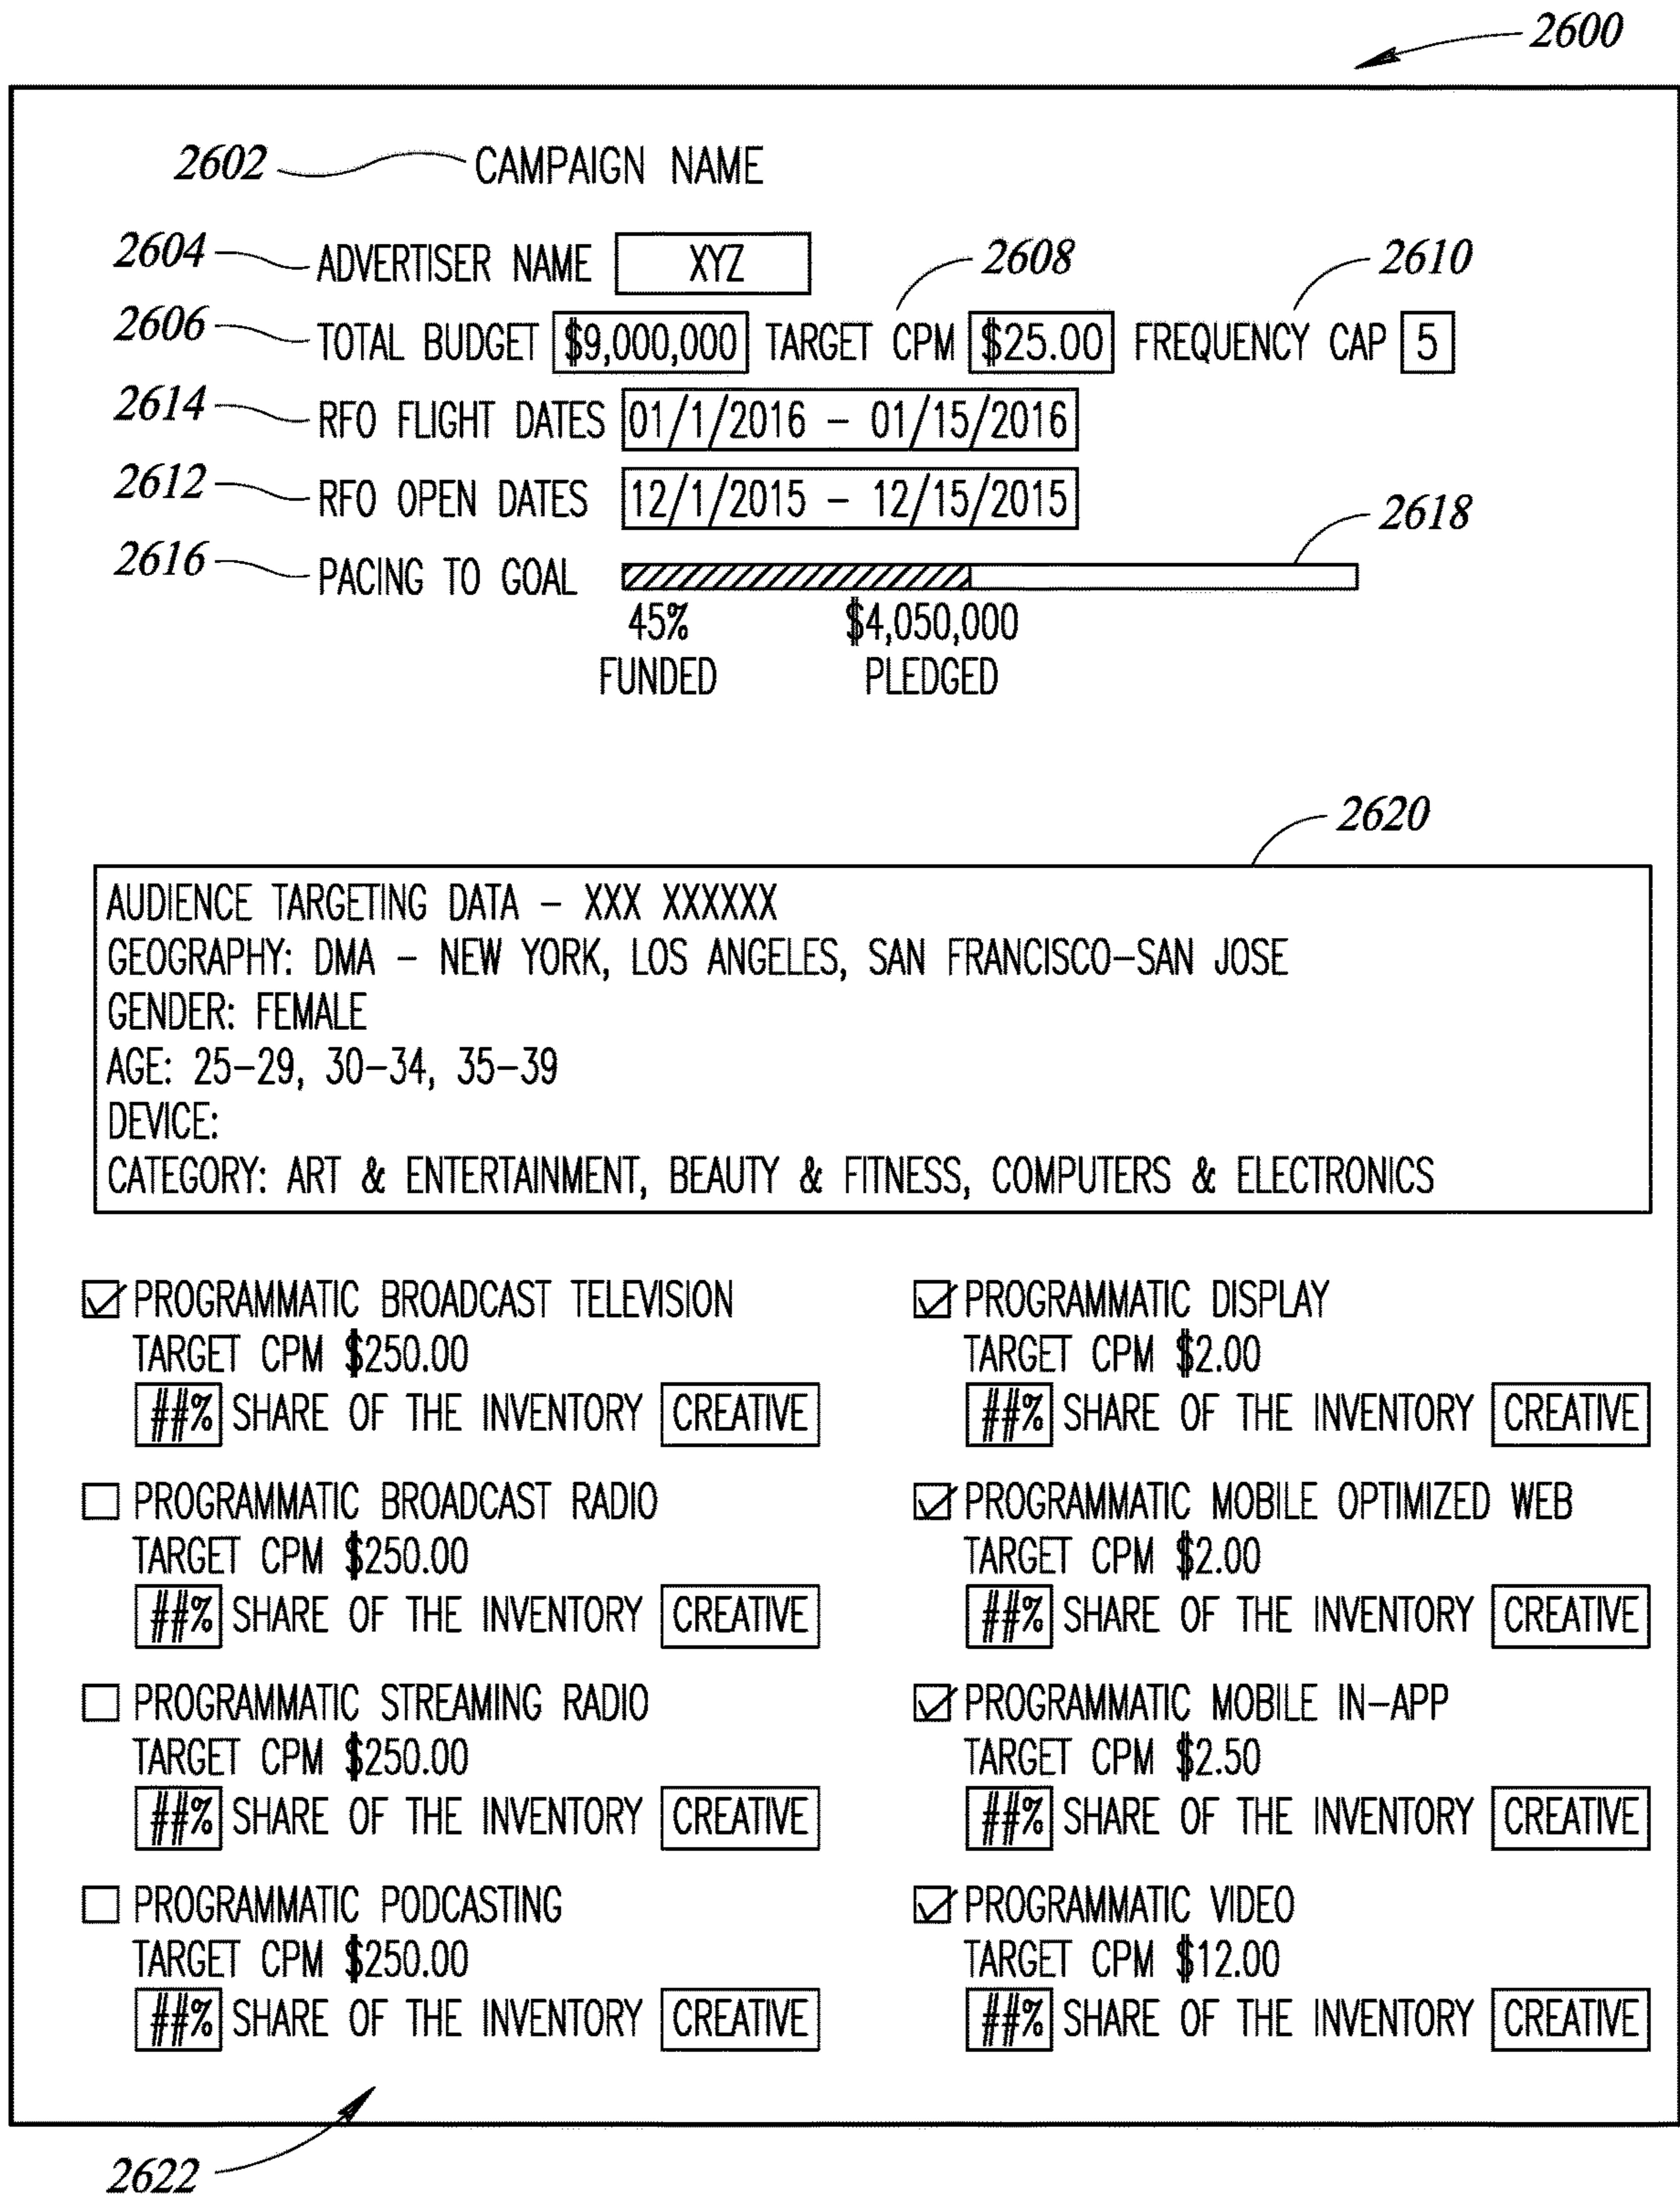 2600
2602 CAMPAIGN NAME
2604 ADVERTISER NAME XYZ 2608 2610
2606 TOTAL BUDGET $9,000,000 TARGET CPM $25.00 FREQUENCY CAP 5
2614 RFO FLIGHT DATES 01/1/2016 – 01/15/2016
2612 RFO OPEN DATES 12/1/2015 – 12/15/2015
2618
2616 PACING TO GOAL
45% $4,050,000
FUNDED PLEDGED
2620
AUDIENCE TARGETING DATA – XXX XXXXXX
GEOGRAPHY: DMA – NEW YORK, LOS ANGELES, SAN FRANCISCO–SAN JOSE
GENDER: FEMALE
AGE: 25–29, 30–34, 35–39
DEVICE:
CATEGORY: ART & ENTERTAINMENT, BEAUTY & FITNESS, COMPUTERS & ELECTRONICS
PROGRAMMATIC BROADCAST TELEVISION
TARGET CPM $250.00
##% SHARE OF THE INVENTORY CREATIVE
PROGRAMMATIC BROADCAST RADIO
TARGET CPM $250.00
##% SHARE OF THE INVENTORY CREATIVE
PROGRAMMATIC STREAMING RADIO
TARGET CPM $250.00
##% SHARE OF THE INVENTORY CREATIVE
PROGRAMMATIC PODCASTING
TARGET CPM $250.00
##% SHARE OF THE INVENTORY CREATIVE
PROGRAMMATIC DISPLAY
TARGET CPM $2.00
##% SHARE OF THE INVENTORY CREATIVE
PROGRAMMATIC MOBILE OPTIMIZED WEB
TARGET CPM $2.00
##% SHARE OF THE INVENTORY CREATIVE
PROGRAMMATIC MOBILE IN–APP
TARGET CPM $2.50
##% SHARE OF THE INVENTORY CREATIVE
PROGRAMMATIC VIDEO
TARGET CPM $12.00
##% SHARE OF THE INVENTORY CREATIVE
2622